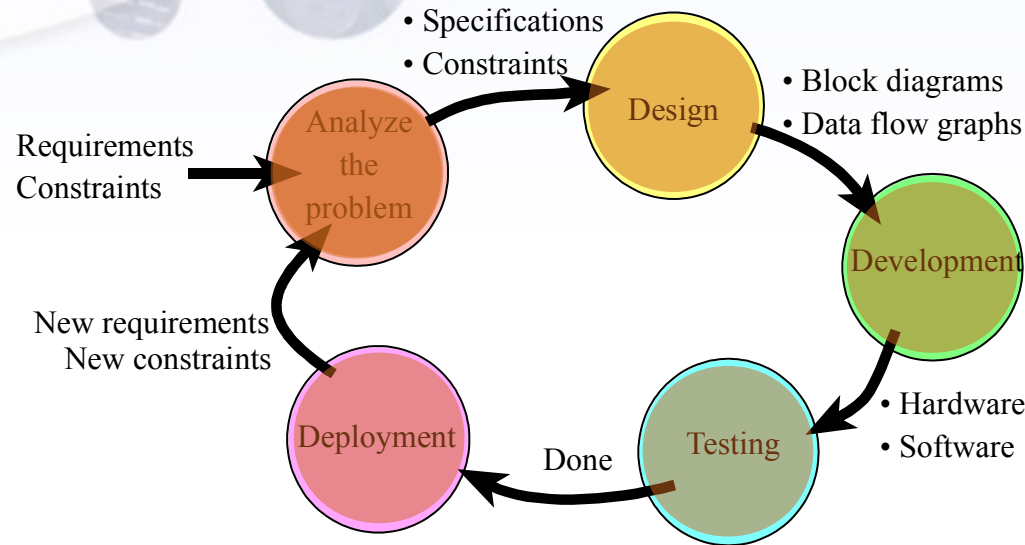 • Specifications
• Constraints
Requirements
Constraints
Analyze
the
problem
Design
• Block diagrams
• Data flow graphs
Development
• Hardware
• Software
Testing
Done
Deployment
New requirements
New constraints